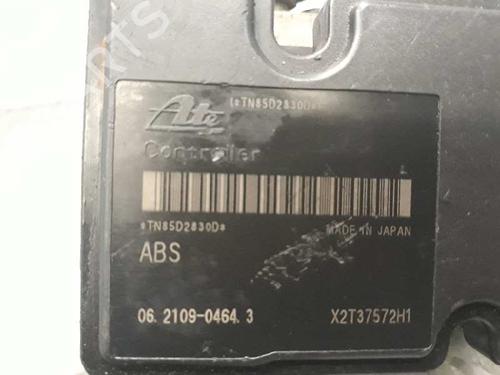 Ate
(*TN85D2830D*
Controller
*TN85D2830D*
MADE IN JAPAN
ABS
06. 2109-0464. 3
X2T37572H1